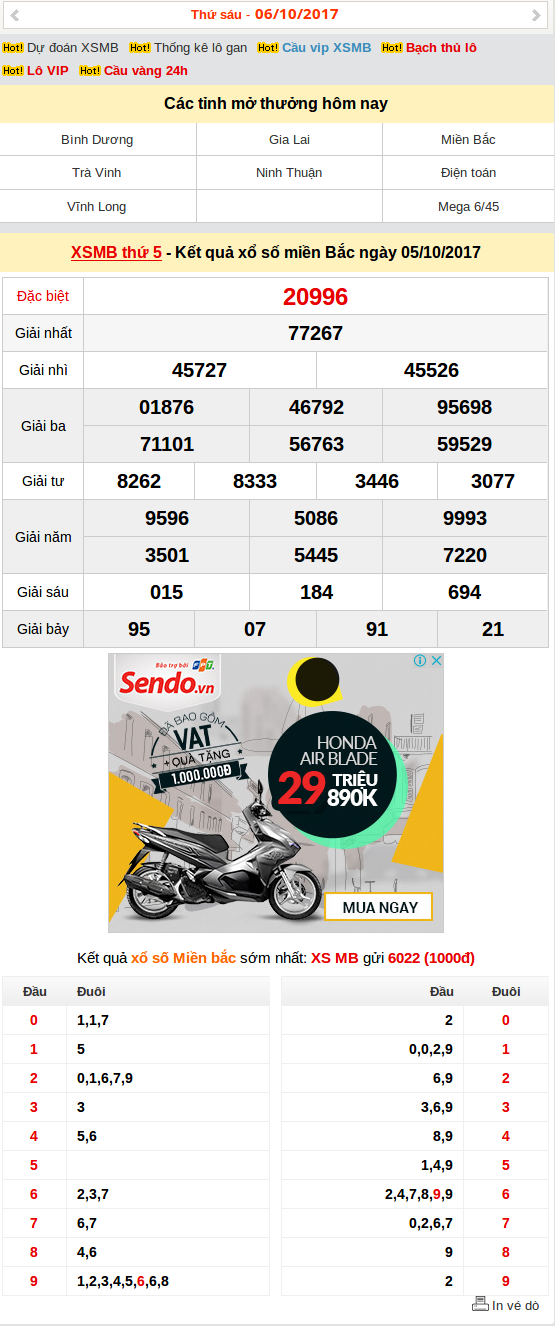 Thứ sáu - 06/10/2017
Hot! Dự đoán XSMB Hot! Thống kê lô gan Hot! Cầu vip XSMB Hot! Bạch thủ lô
Hot! Lô VIP Hot! Cầu vàng 24h
Các tỉnh mở thưởng hôm nay
Bình Dương Gia Lai Miền Bắc
Trà Vinh Ninh Thuận Điện toán
Vĩnh Long Mega 6/45
XSMB thứ 5 - Kết quả xổ số miền Bắc ngày 05/10/2017
Đặc biệt 20996
Giải nhất 77267
Giải nhì 45727 45526
Giải ba 01876 46792 95698
71101 56763 59529
Giải tư 8262 8333 3446 3077
Giải năm 9596 5086 9993
3501 5445 7220
Giải sáu 015 184 694
Giải bảy 95 07 91 21
Bảo trợ bởi FPT.
Sendo.vn
ĐÃ BAO GỒM
VAT
+ QUÀ TẶNG
1.000.000Đ
HONDA
AIR BLADE
29 TRIỆU
890K
MUA NGAY
Kết quả xổ số Miền bắc sớm nhất: XS MB gửi 6022 (1000đ)
Đầu Đuôi Đầu Đuôi
0 1,1,7 2 0
1 5 0,0,2,9 1
2 0,1,6,7,9 6,9 2
3 3 3,6,9 3
4 5,6 8,9 4
5 1,4,9 5
6 2,3,7 2,4,7,8,9,9 6
7 6,7 0,2,6,7 7
8 4,6 9 8
9 1,2,3,4,5,6,6,8 2 9
In vé dò